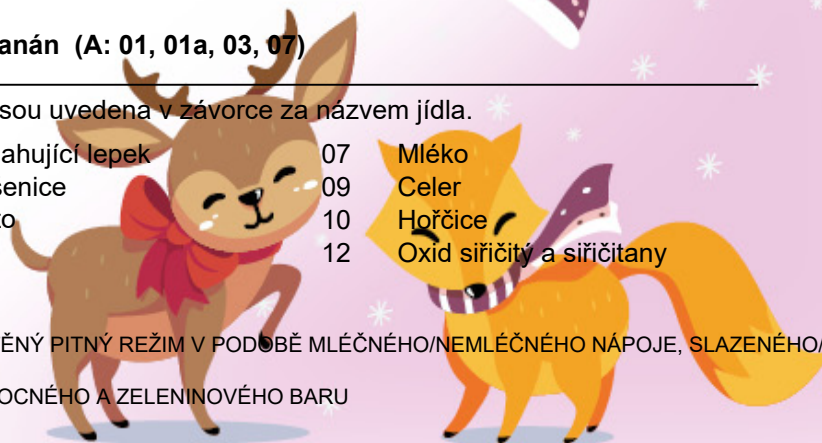 anán (A: 01, 01a, 03, 07)
sou uvedena v závorce za názvem jídla.
ahující lepek 07 Mléko
senice 09 Celer
to 10 Hořčice
12 Oxid siřičitý a siřičitany
ĚNÝ PITNÝ REŽIM V PODOBĚ MLÉČNÉHO/NEMLÉČNÉHO NÁPOJE, SLAZENÉHO/
OCNÉHO A ZELENINOVÉHO BARU